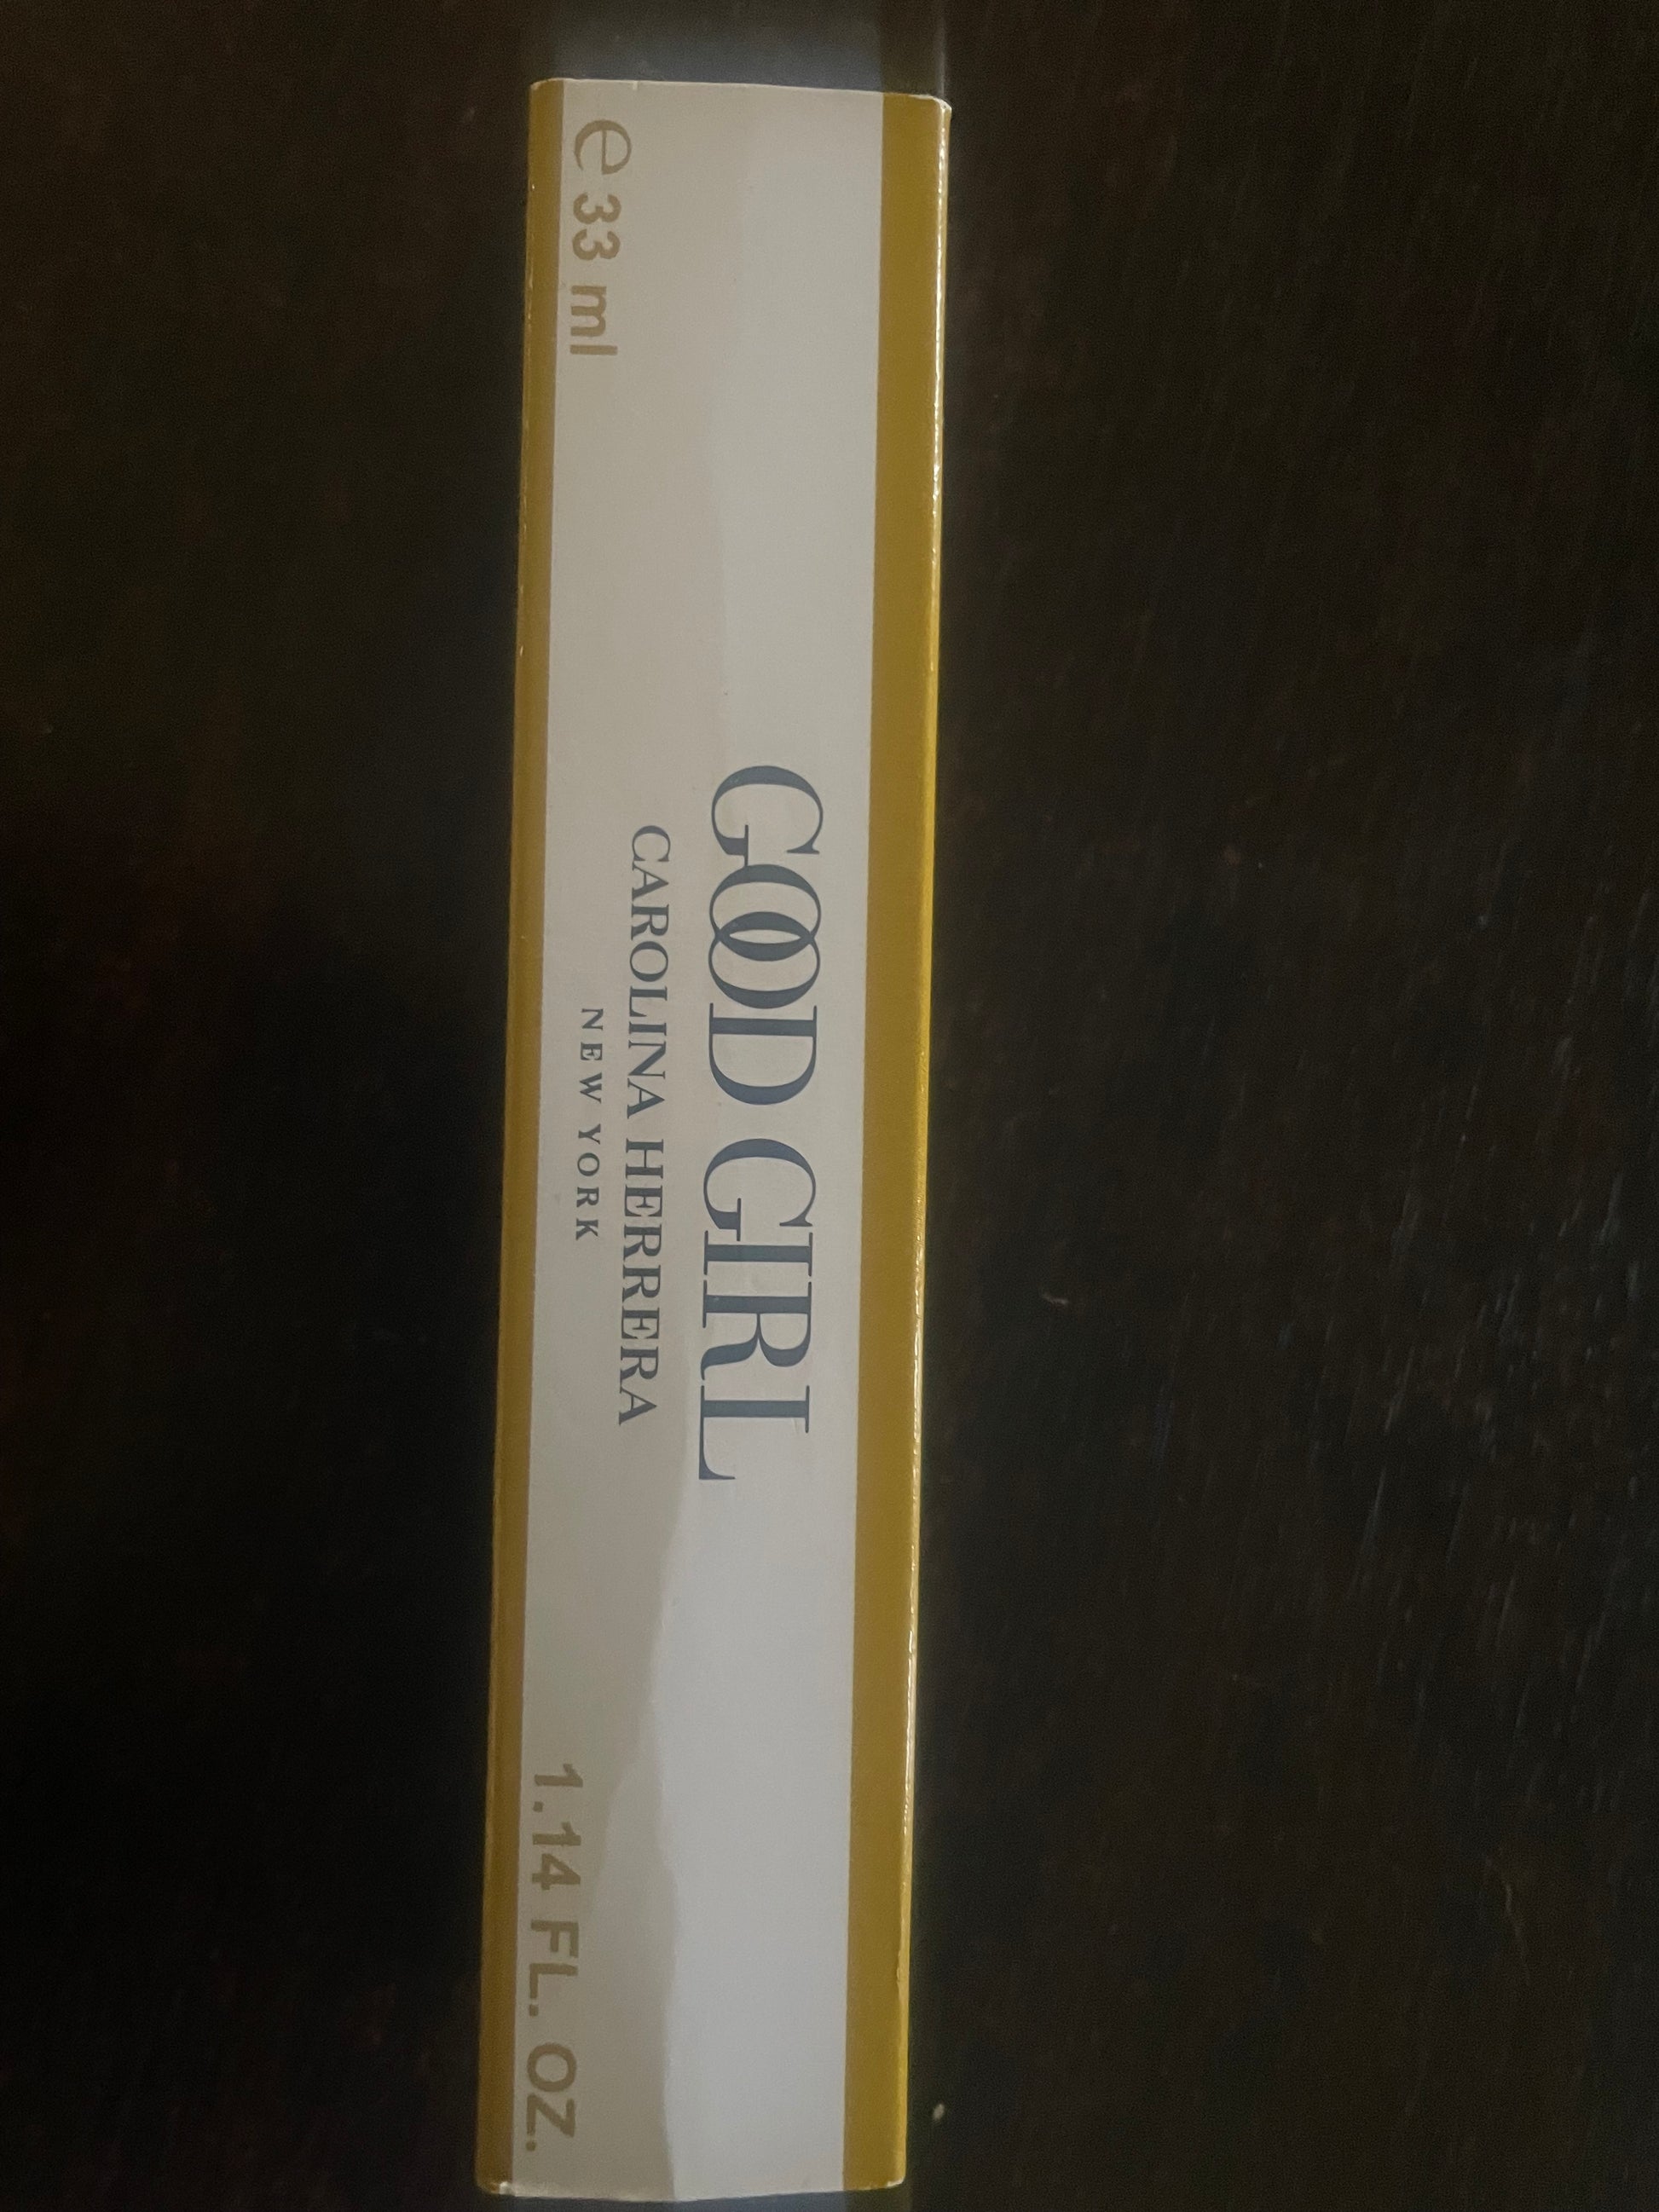 GOOD GIRL
CAROLINA HERRERA
NEW YORK
e 33 ml
1.14 FL. OZ.